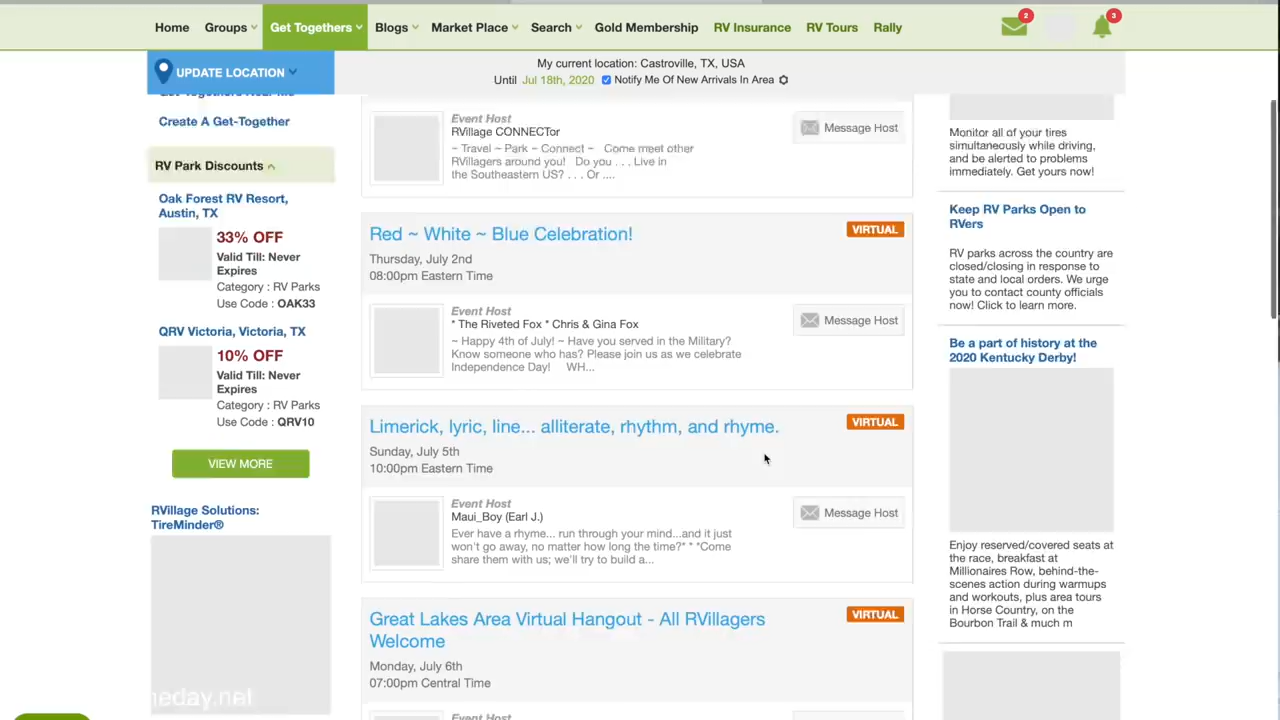 Home Groups Get Togethers Blogs Market Place Search Gold Membership RV Insurance RV Tours Rally 2 3
UPDATE LOCATION
My current location: Castroville, TX, USA
Until Jul 18th, 2020 Notify Me Of New Arrivals In Area
Get-Togethers Near Me
Create A Get-Together
RV Park Discounts
Oak Forest RV Resort,
Austin, TX
33% OFF
Valid Till: Never
Expires
Category : RV Parks
Use Code : OAK33
QRV Victoria, Victoria, TX
10% OFF
Valid Till: Never
Expires
Category : RV Parks
Use Code : QRV10
VIEW MORE
RVillage Solutions:
TireMinder®
Event Host
RVillage CONNECTor
~ Travel ~ Park ~ Connect ~ Come meet other
RVillagers around you! Do you . . . Live in
the Southeastern US? . . . Or ....
Message Host
Red ~ White ~ Blue Celebration!
VIRTUAL
Thursday, July 2nd
08:00pm Eastern Time
Event Host
* The Riveted Fox * Chris & Gina Fox
~ Happy 4th of July! ~ Have you served in the Military?
Know someone who has? Please join us as we celebrate
Independence Day! WH...
Message Host
Limerick, lyric, line... alliterate, rhythm, and rhyme.
VIRTUAL
Sunday, July 5th
10:00pm Eastern Time
Event Host
Maui_Boy (Earl J.)
Ever have a rhyme... run through your mind...and it just
won't go away, no matter how long the time?* * *Come
share them with us; we'll try to build a...
Message Host
Great Lakes Area Virtual Hangout - All RVillagers
Welcome
VIRTUAL
Monday, July 6th
07:00pm Central Time
Event Host
Monitor all of your tires
simultaneously while driving,
and be alerted to problems
immediately. Get yours now!
Keep RV Parks Open to
RVers
RV parks across the country are
closed/closing in response to
state and local orders. We urge
you to contact county officials
now! Click to learn more.
Be a part of history at the
2020 Kentucky Derby!
Enjoy reserved/covered seats at
the race, breakfast at
Millionaires Row, behind-the-
scenes action during warmups
and workouts, plus area tours
in Horse Country, on the
Bourbon Trail & much m